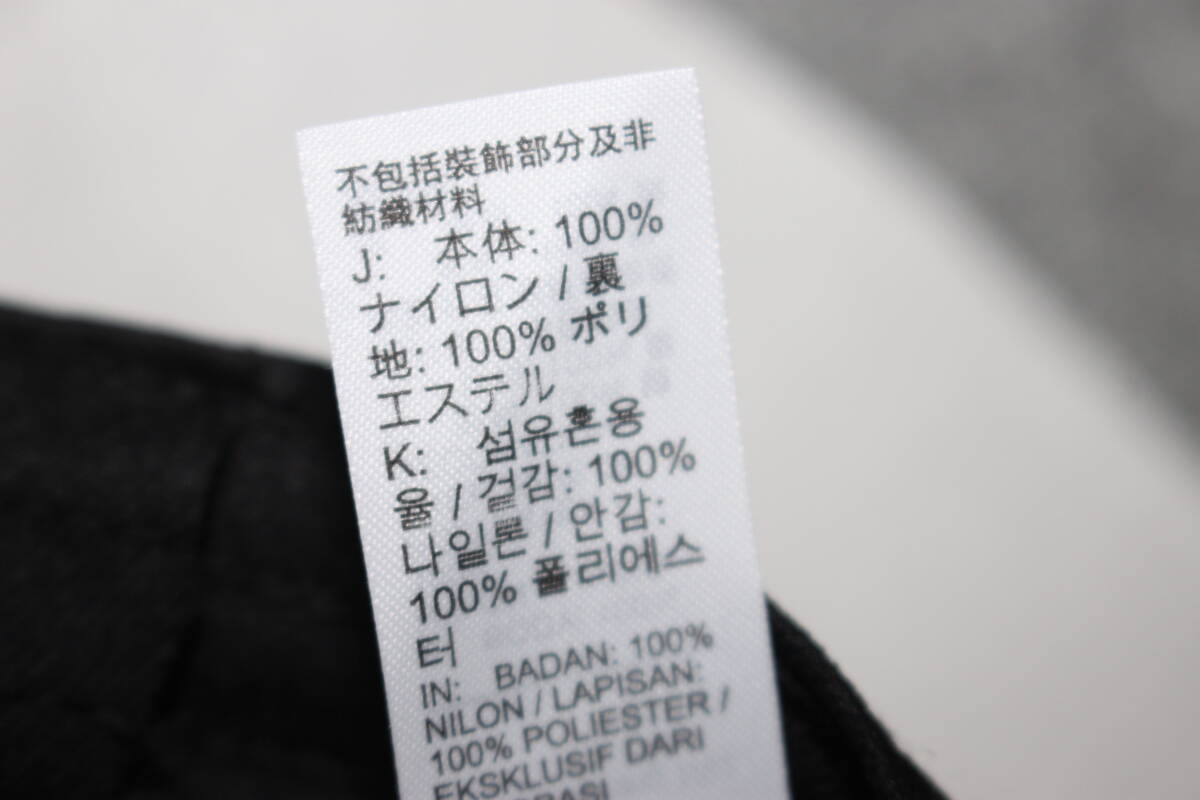 不包括裝飾部分及非
紡織材料
J: 本体: 100%
ナイロン / 裏
地: 100% ポリ
エステル
K: 섬유혼용
율 / 겉감: 100%
나일론 / 안감:
100% 폴리에스
터
IN: BADAN: 100%
NILON / LAPISAN:
100% POLIESTER /
EKSKLUSIF DARI